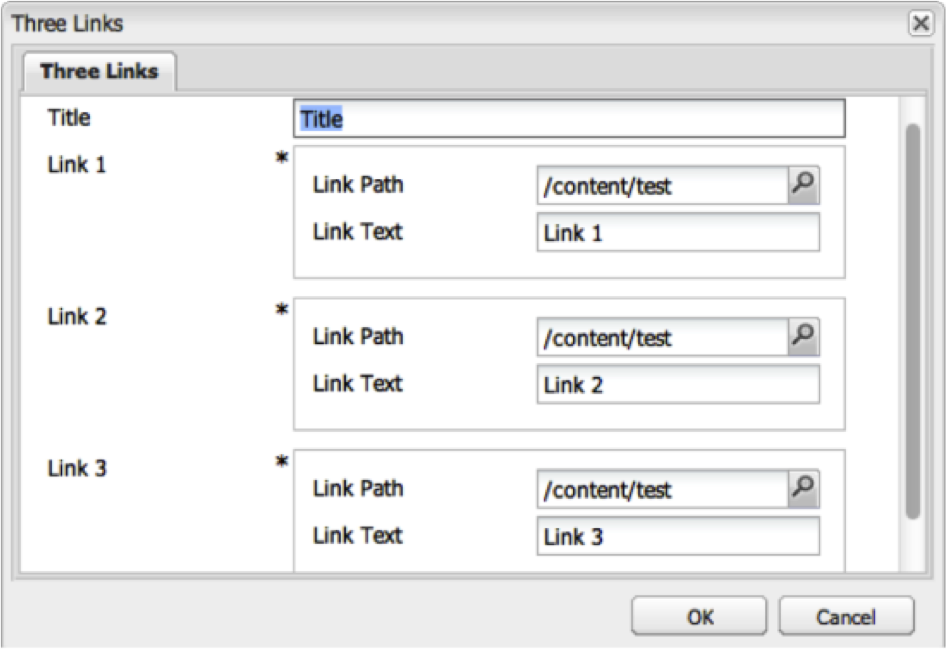 Three Links
Three Links
Title Title
Link 1 *
Link Path /content/test
Link Text Link 1
Link 2 *
Link Path /content/test
Link Text Link 2
Link 3 *
Link Path /content/test
Link Text Link 3
OK Cancel